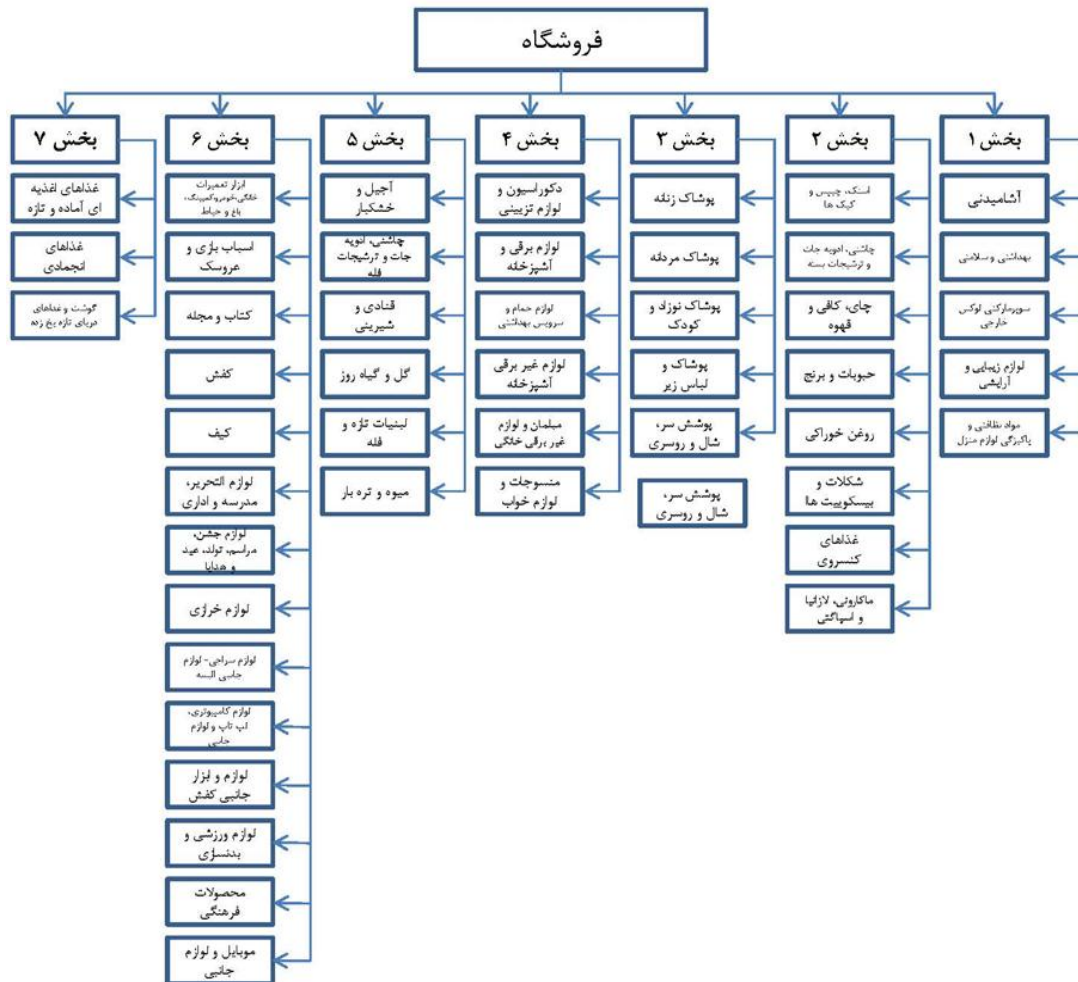 فروشگاه
بخش ۱
آشامیدنی
بهداشتی و سلامتی
سوپرمارکتی لوکس
خارجی
لوازم زیبایی و
آرایشی
مواد نظافتی و
پاکیزگی لوازم منزل
بخش ۲
اسنک، چیپس و
کیک ها
چاشنی، ادویه جات
و ترشیجات بسته
چای، کافی و
قهوه
حبوبات و برنج
روغن خوراکی
شکلات و
بیسکوییت هاا
غذاهای
کنسروی
ماکارونی، لازانیا
و اسپاگتی
بخش ۳
پوشاک زنانه
پوشاک مردانه
پوشاک نوزاد و
کودک
پوشاک و
لباس زیر
پوشش سر،
شال و روسری
پوشش سر،
شال و روسری
بخش ۴
دکوراسیون و
لوازم تزیینی
لوازم برقی و
آشپزخانه
لوازم حمام و
سرویس بهداشتی
لوازم غیر برقی
آشپزخانه
مبلمان و لوازم
غیر برقی خانگی
منسوجات و
لوازم خواب
بخش ۵
آجیل و
خشکبار
چاشنی، ادویه
جات و ترشیجات
فله
قنادی و
شیرینی
گل و گیاه روز
لبنیات تازه و
فله
میوه و تره بار
بخش ۶
ابزار تعمیرات
خانگی،خودرو،کمپینگ،
باغ و حیاط
اسباب بازی و
عروسک
کتاب و مجله
کفش
کیف
لوازم التحریر،
مدرسه و اداری
لوازم جشن،
مراسم، تولد، عید
و هدایا
لوازم خرازی
لوازم سراجی- لوازم
جانبی البسه
لوازم کامپیوتری،
لپ تاپ و لوازم
جانبی
لوازم و ابزار
جانبی کفش
لوازم ورزشی و
بدنسازی
محصولات
فرهنگی
موبایل و لوازم
جانبی
بخش ۷
غذاهای اغذیه
ای آماده و تازه
غذاهای
انجمادی
گوشت و غذاهای
دریای تازه یخ زده